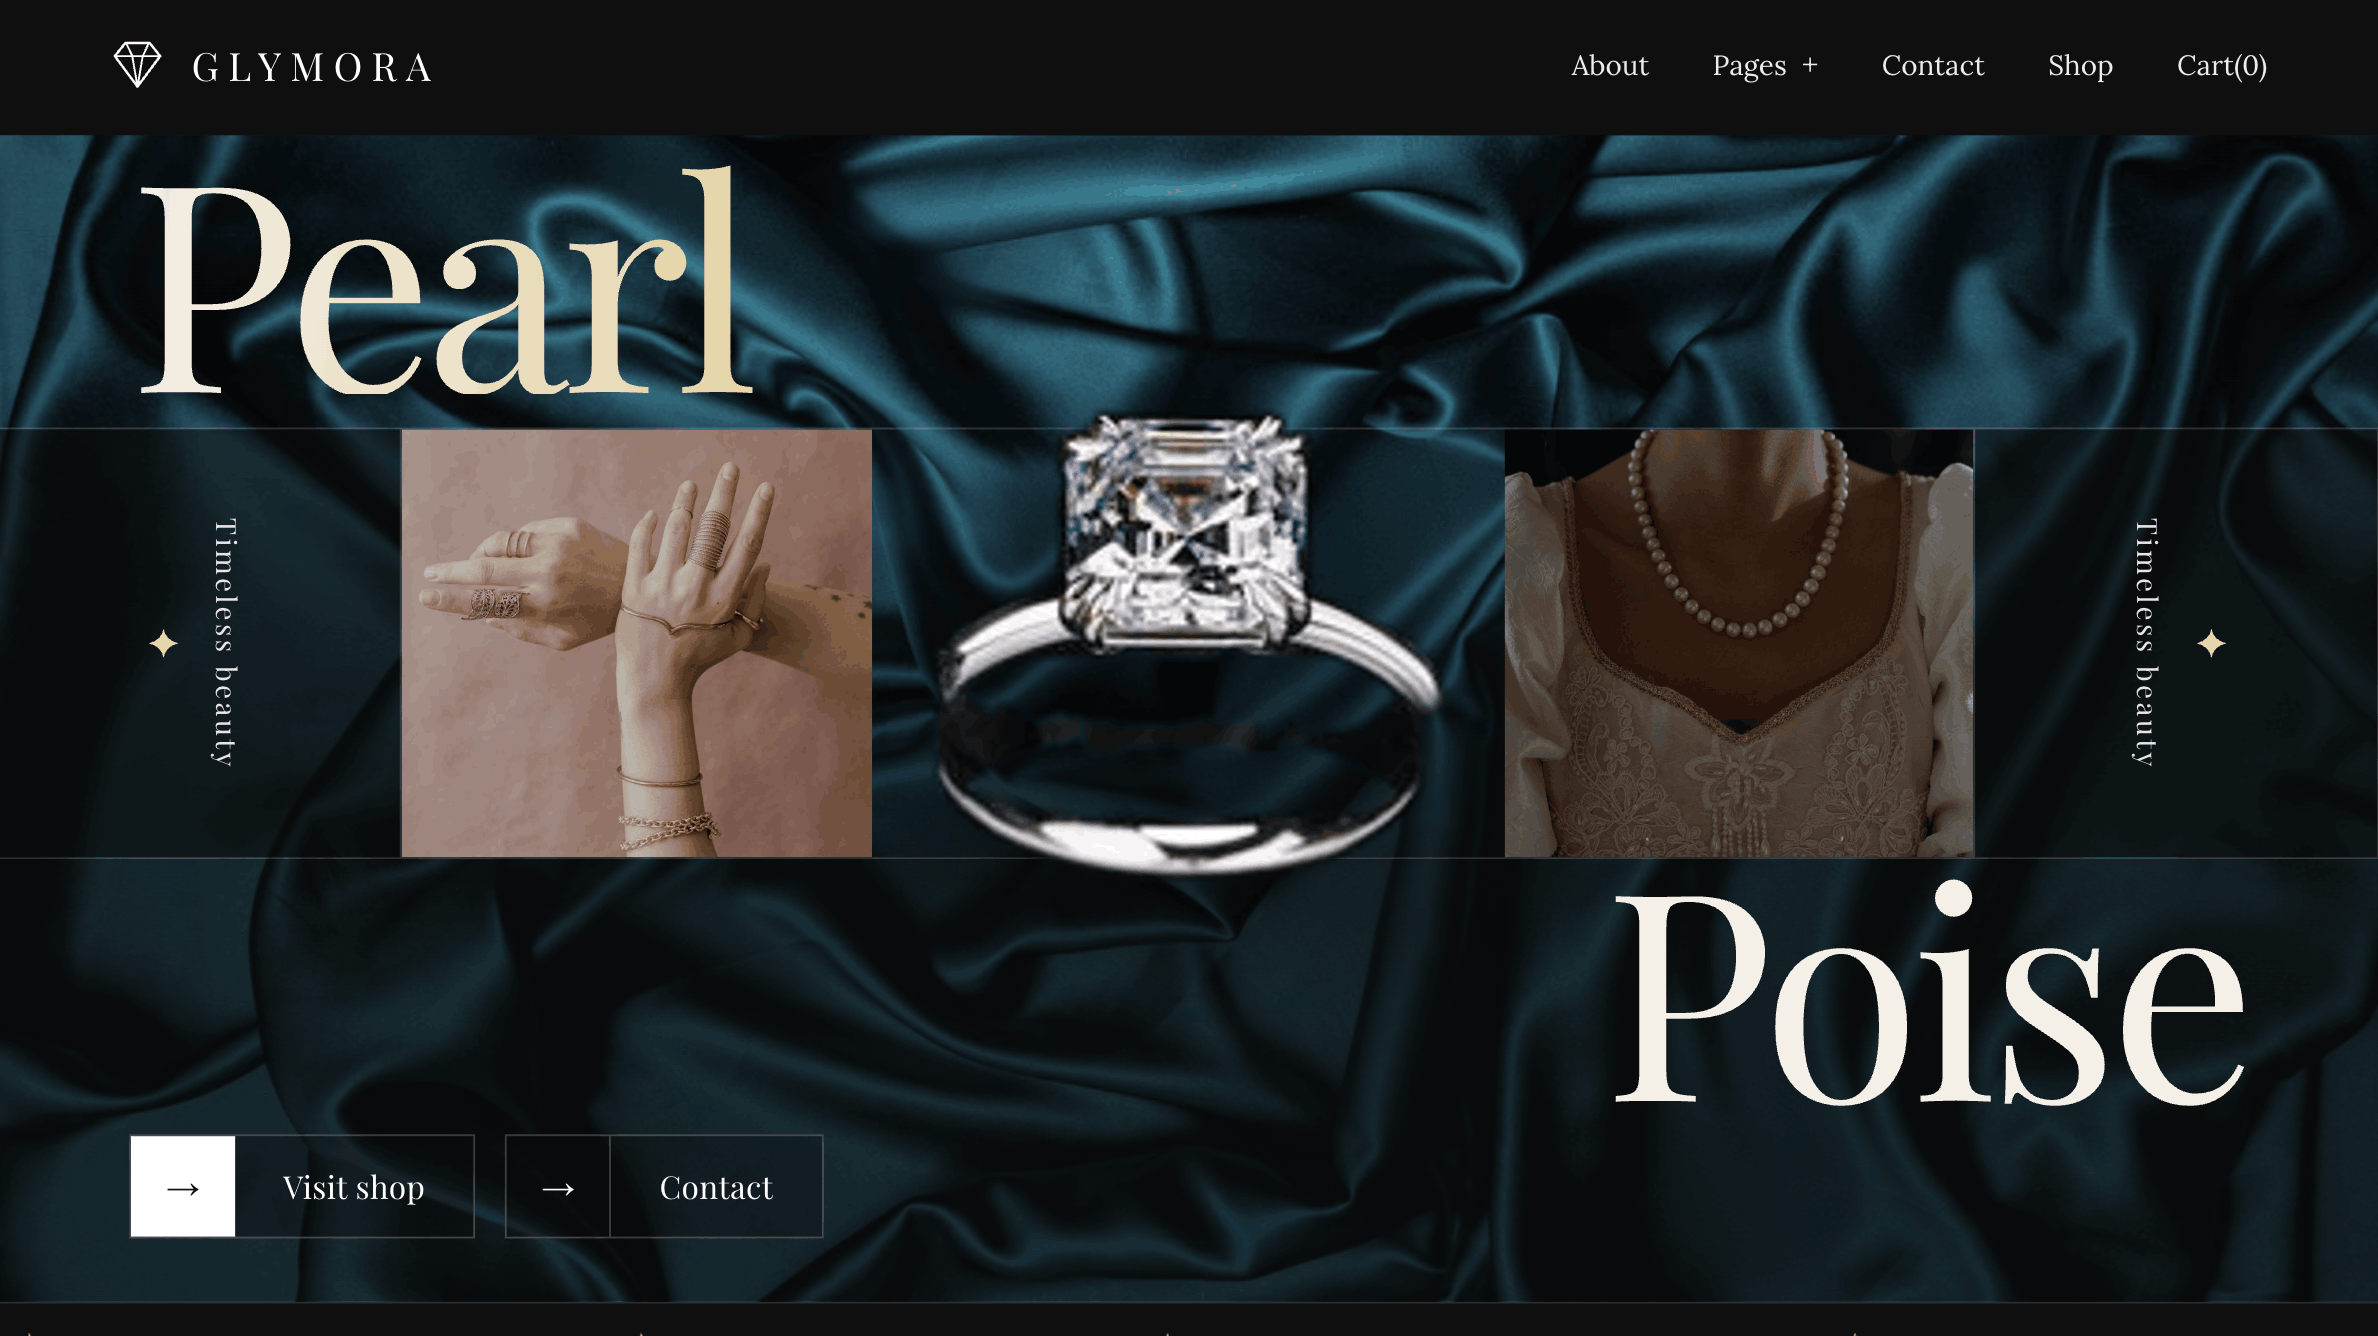 GLYMORA
About
Pages +
Contact
Shop
Cart(0)
Pearl
Timeless beauty
Timeless beauty
Poise
→ Visit shop
→ Contact